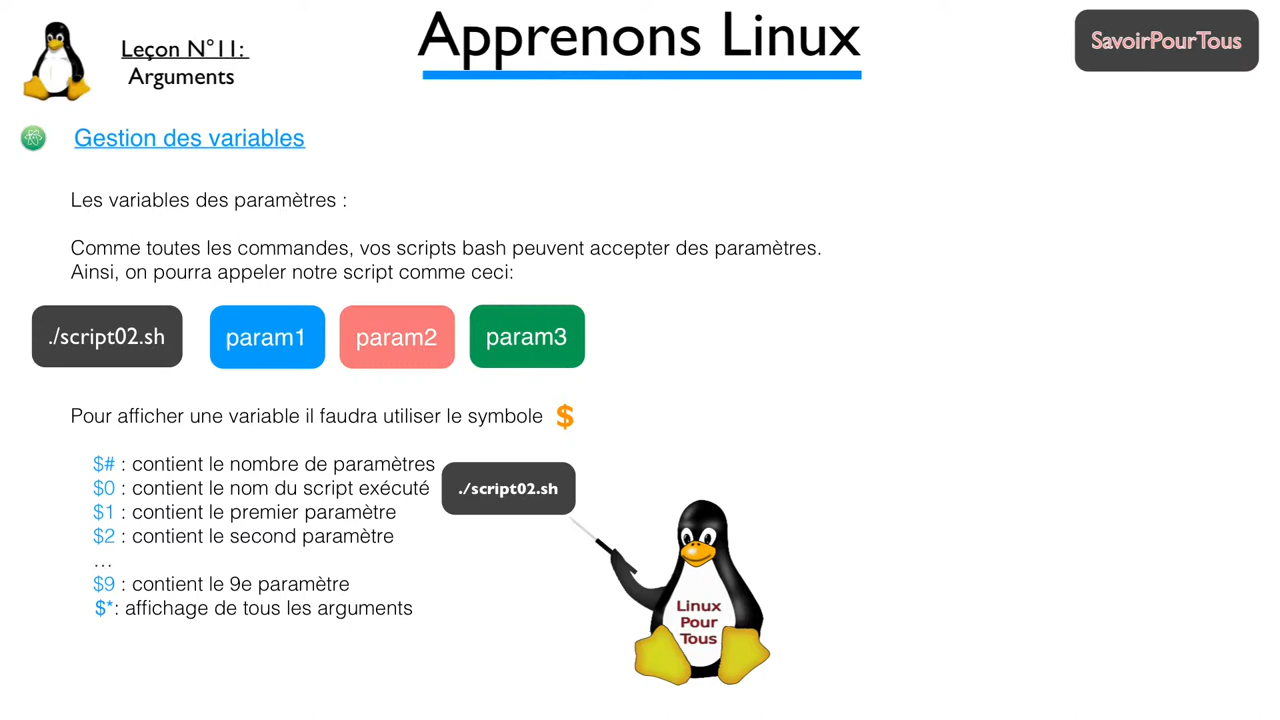 Apprenons Linux
SavoirPourTous
Leçon N°11:
Arguments
Gestion des variables
Les variables des paramètres :
Comme toutes les commandes, vos scripts bash peuvent accepter des paramètres.
Ainsi, on pourra appeler notre script comme ceci:
./script02.sh param1 param2 param3
Pour afficher une variable il faudra utiliser le symbole $
$# : contient le nombre de paramètres
$0 : contient le nom du script exécuté
./script02.sh
$1 : contient le premier paramètre
$2 : contient le second paramètre
...
$9 : contient le 9e paramètre
$*: affichage de tous les arguments
Linux
Pour
Tous